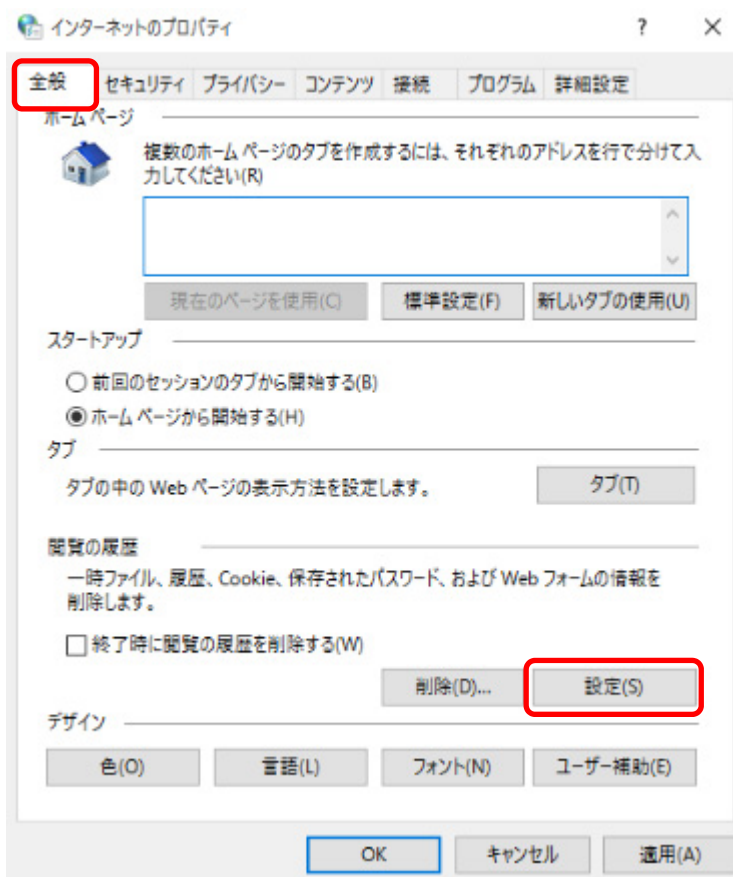 インターネットのプロパティ ? ×
全般 セキュリティ プライバシー コンテンツ 接続 プログラム 詳細設定
ホーム ページ
複数のホーム ページのタブを作成するには、それぞれのアドレスを行で分けて入
力してください(R)
現在のページを使用(C) 標準設定(F) 新しいタブの使用(U)
スタートアップ
前回のセッションのタブから開始する(B)
ホーム ページから開始する(H)
タブ
タブの中の Web ページの表示方法を設定します。 タブ(T)
閲覧の履歴
一時ファイル、履歴、Cookie、保存されたパスワード、および Web フォームの情報を
削除します。
終了時に閲覧の履歴を削除する(W)
削除(D)... 設定(S)
デザイン
色(O) 言語(L) フォント(N) ユーザー補助(E)
OK キャンセル 適用(A)